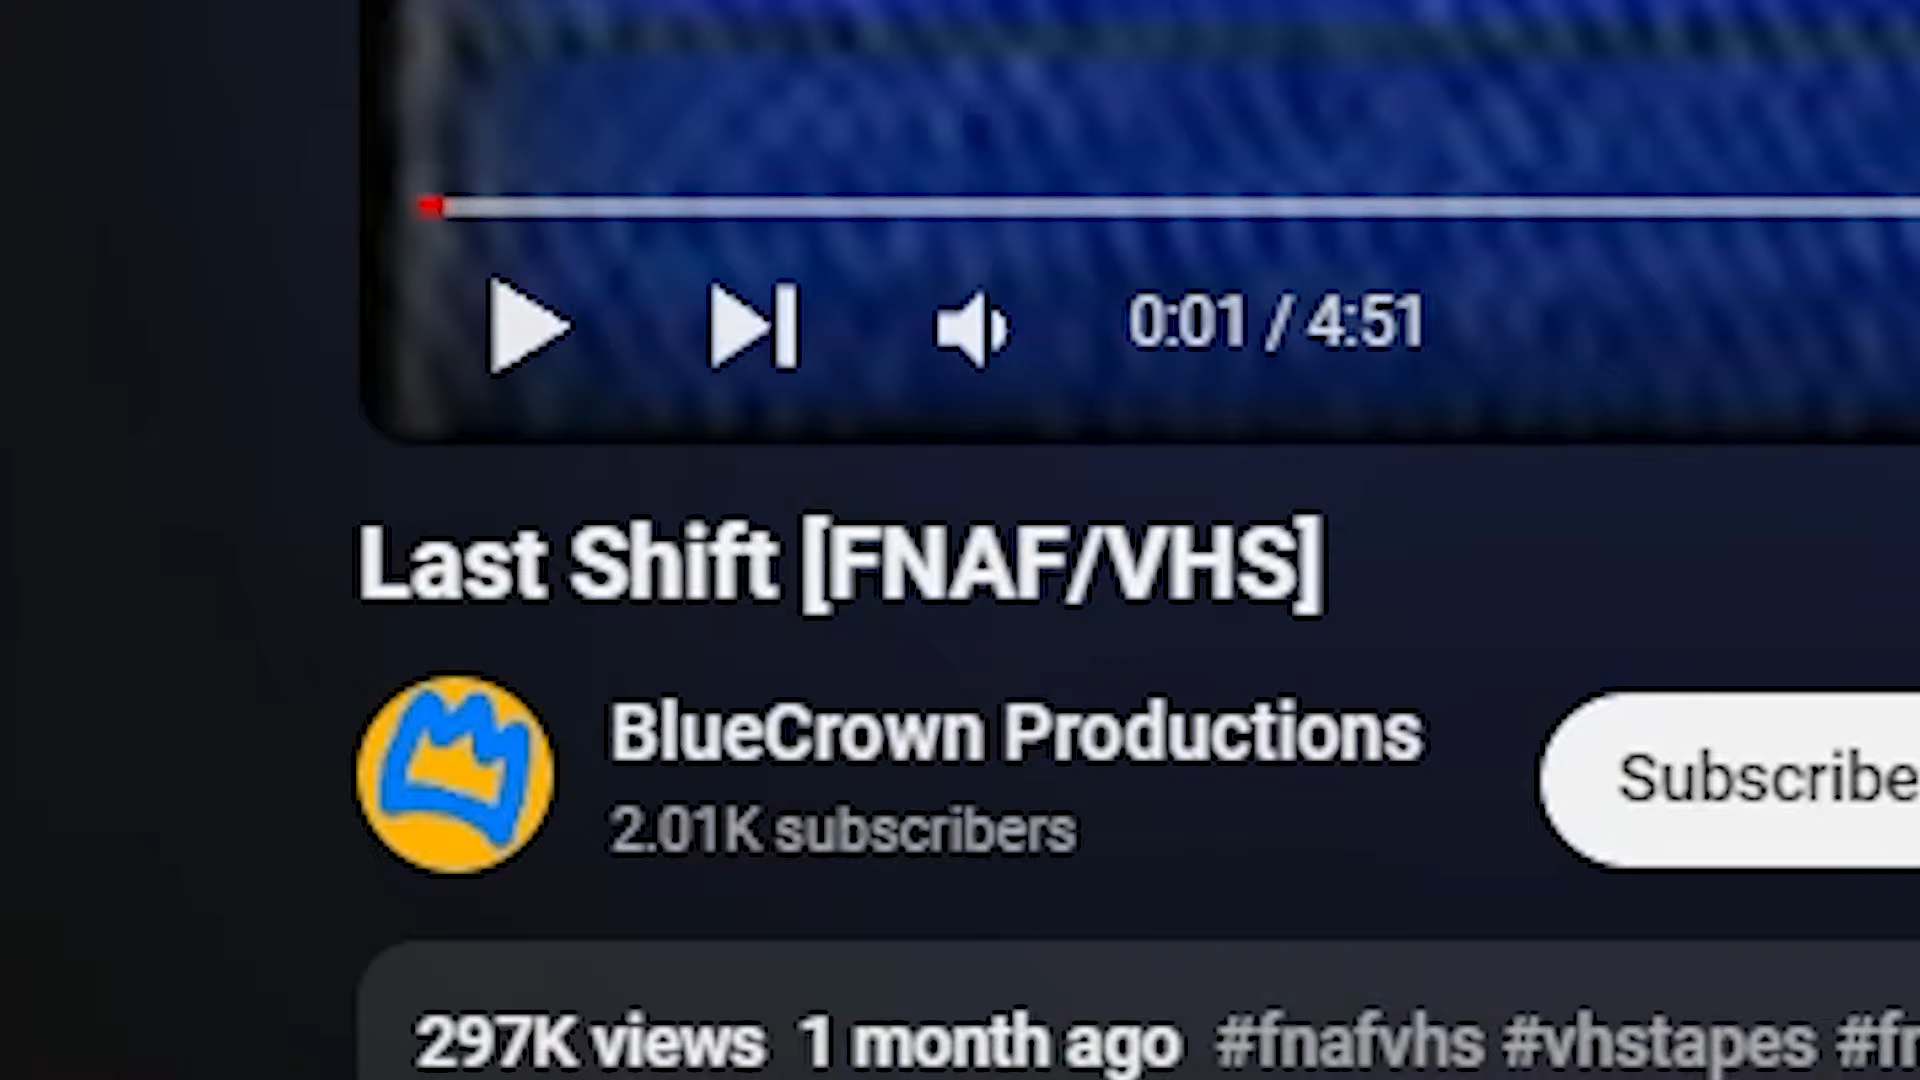 0:01 / 4:51
Last Shift [FNAF/VHS]
BlueCrown Productions
Subscribe
2.01K subscribers
297K views 1 month ago #fnafvhs #vhstapes